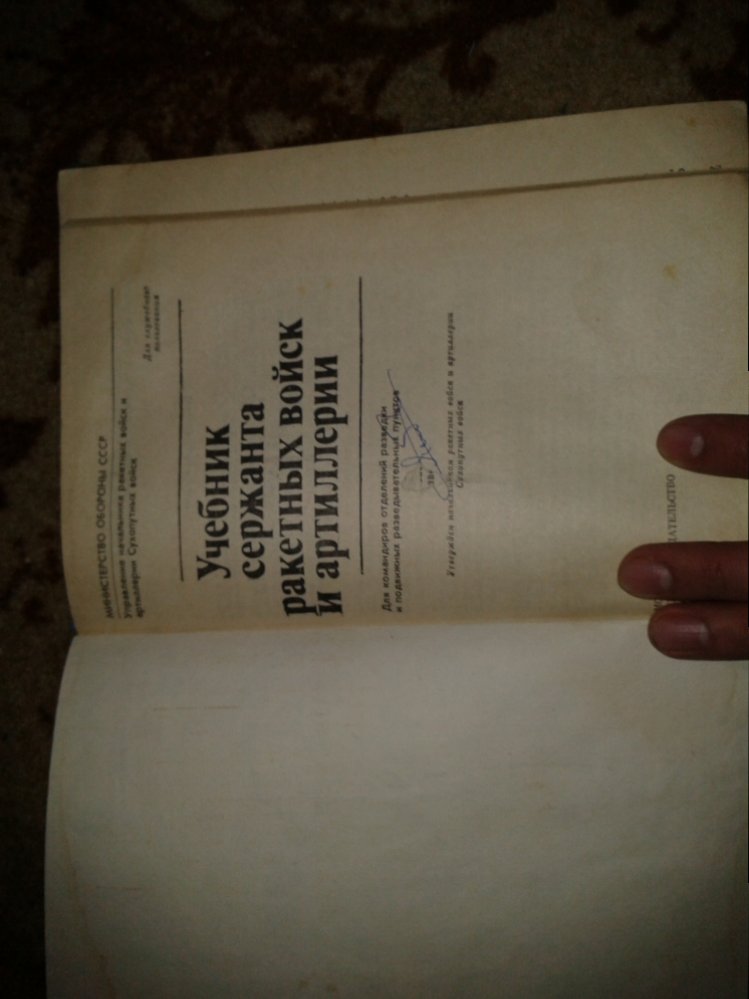 МИНИСТЕРСТВО ОБОРОНЫ СССР
Управление начальника ракетных войск и
артиллерии Сухопутных войск
Для служебного
пользования
Учебник
сержанта
ракетных войск
и артиллерии
Для командиров отделений разведки
и подвижных разведывательных пунктов
Утвержден начальником ракетных войск и артиллерии
Сухопутных войск
ДАТЕЛЬСТВО